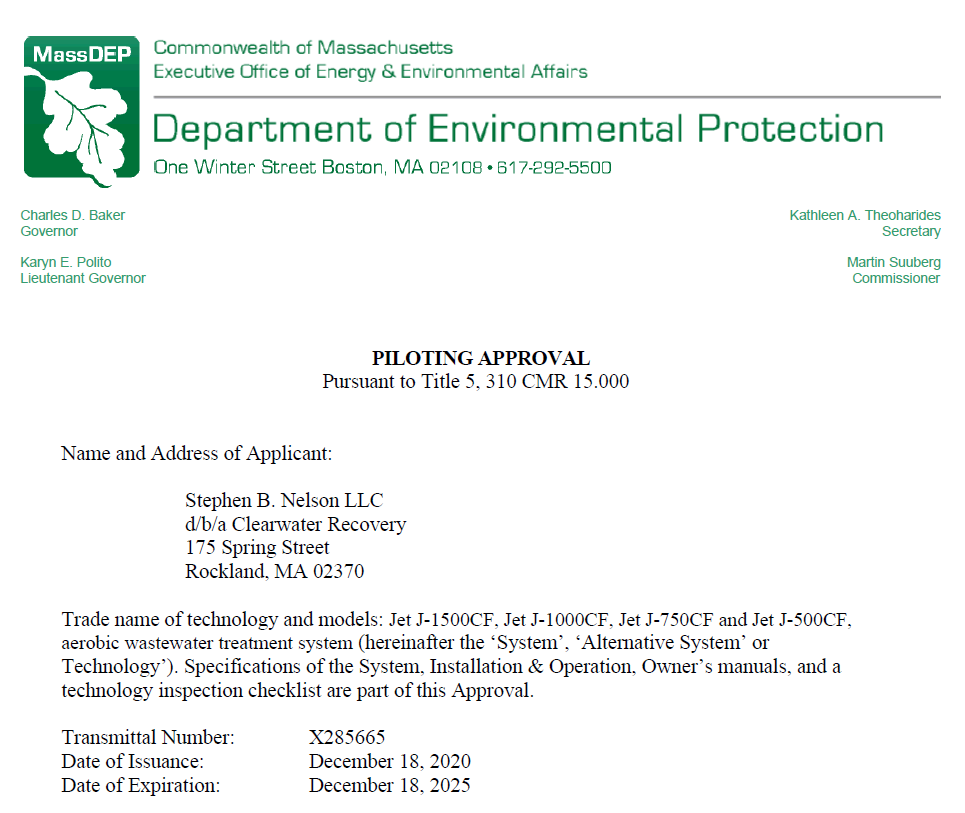 MassDEP
Commonwealth of Massachusetts
Executive Office of Energy & Environmental Affairs
Department of Environmental Protection
One Winter Street Boston, MA 02108 • 617-292-5500
Charles D. Baker
Governor
Kathleen A. Theoharides
Secretary
Karyn E. Polito
Lieutenant Governor
Martin Suuberg
Commissioner
PILOTING APPROVAL
Pursuant to Title 5, 310 CMR 15.000
Name and Address of Applicant:
Stephen B. Nelson LLC
d/b/a Clearwater Recovery
175 Spring Street
Rockland, MA 02370
Trade name of technology and models: Jet J-1500CF, Jet J-1000CF, Jet J-750CF and Jet J-500CF,
aerobic wastewater treatment system (hereinafter the ‘System’, ‘Alternative System’ or
Technology’). Specifications of the System, Installation & Operation, Owner’s manuals, and a
technology inspection checklist are part of this Approval.
Transmittal Number: X285665
Date of Issuance: December 18, 2020
Date of Expiration: December 18, 2025